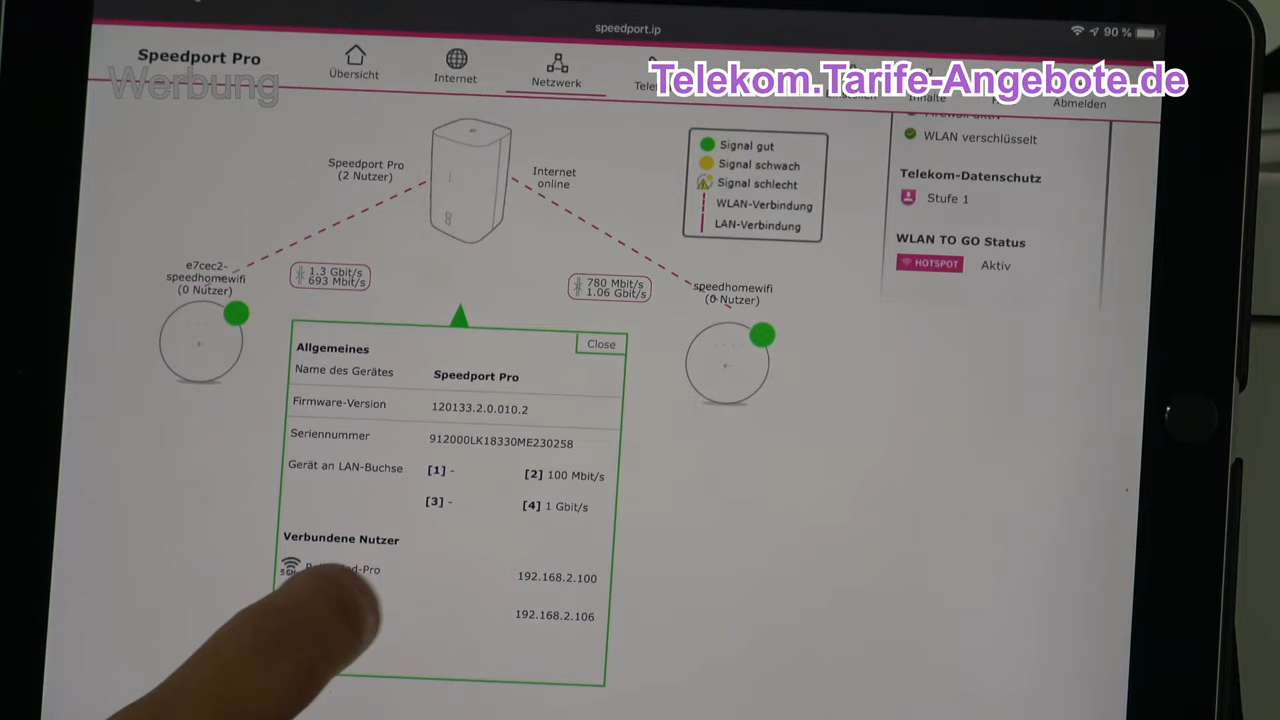 speedport.ip
90 %
Speedport Pro
Werbung
Übersicht
Internet
Netzwerk
Telekom.Tarife-Angebote.de
Inhalte
Abmelden
Speedport Pro
(2 Nutzer)
Internet
online
Signal gut
Signal schwach
Signal schlecht
WLAN-Verbindung
LAN-Verbindung
Firewall aktiv
WLAN verschlüsselt
Telekom-Datenschutz
Stufe 1
WLAN TO GO Status
HOTSPOT Aktiv
e7cec2-
speedhomewifi
(0 Nutzer)
1.3 Gbit/s
693 Mbit/s
780 Mbit/s
1.06 Gbit/s
speedhomewifi
(0 Nutzer)
Close
Allgemeines
Name des Gerätes Speedport Pro
Firmware-Version 120133.2.0.010.2
Seriennummer 912000LK18330ME230258
Gerät an LAN-Buchse [1] - [2] 100 Mbit/s
[3] - [4] 1 Gbit/s
Verbundene Nutzer
192.168.2.100
192.168.2.106